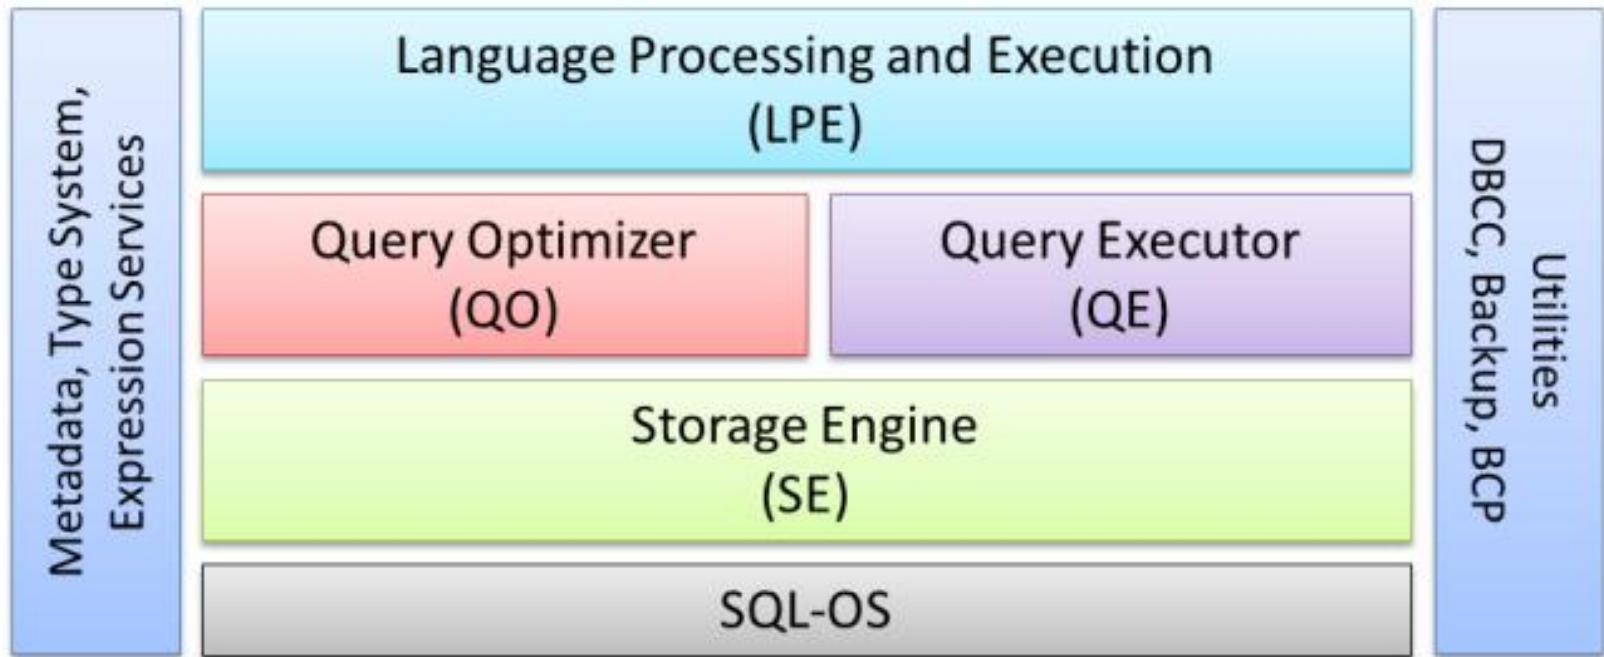 Metadata, Type System,
Expression Services
Language Processing and Execution
(LPE)
Query Optimizer
(QO)
Query Executor
(QE)
Storage Engine
(SE)
SQL-OS
Utilities
DBCC, Backup, BCP